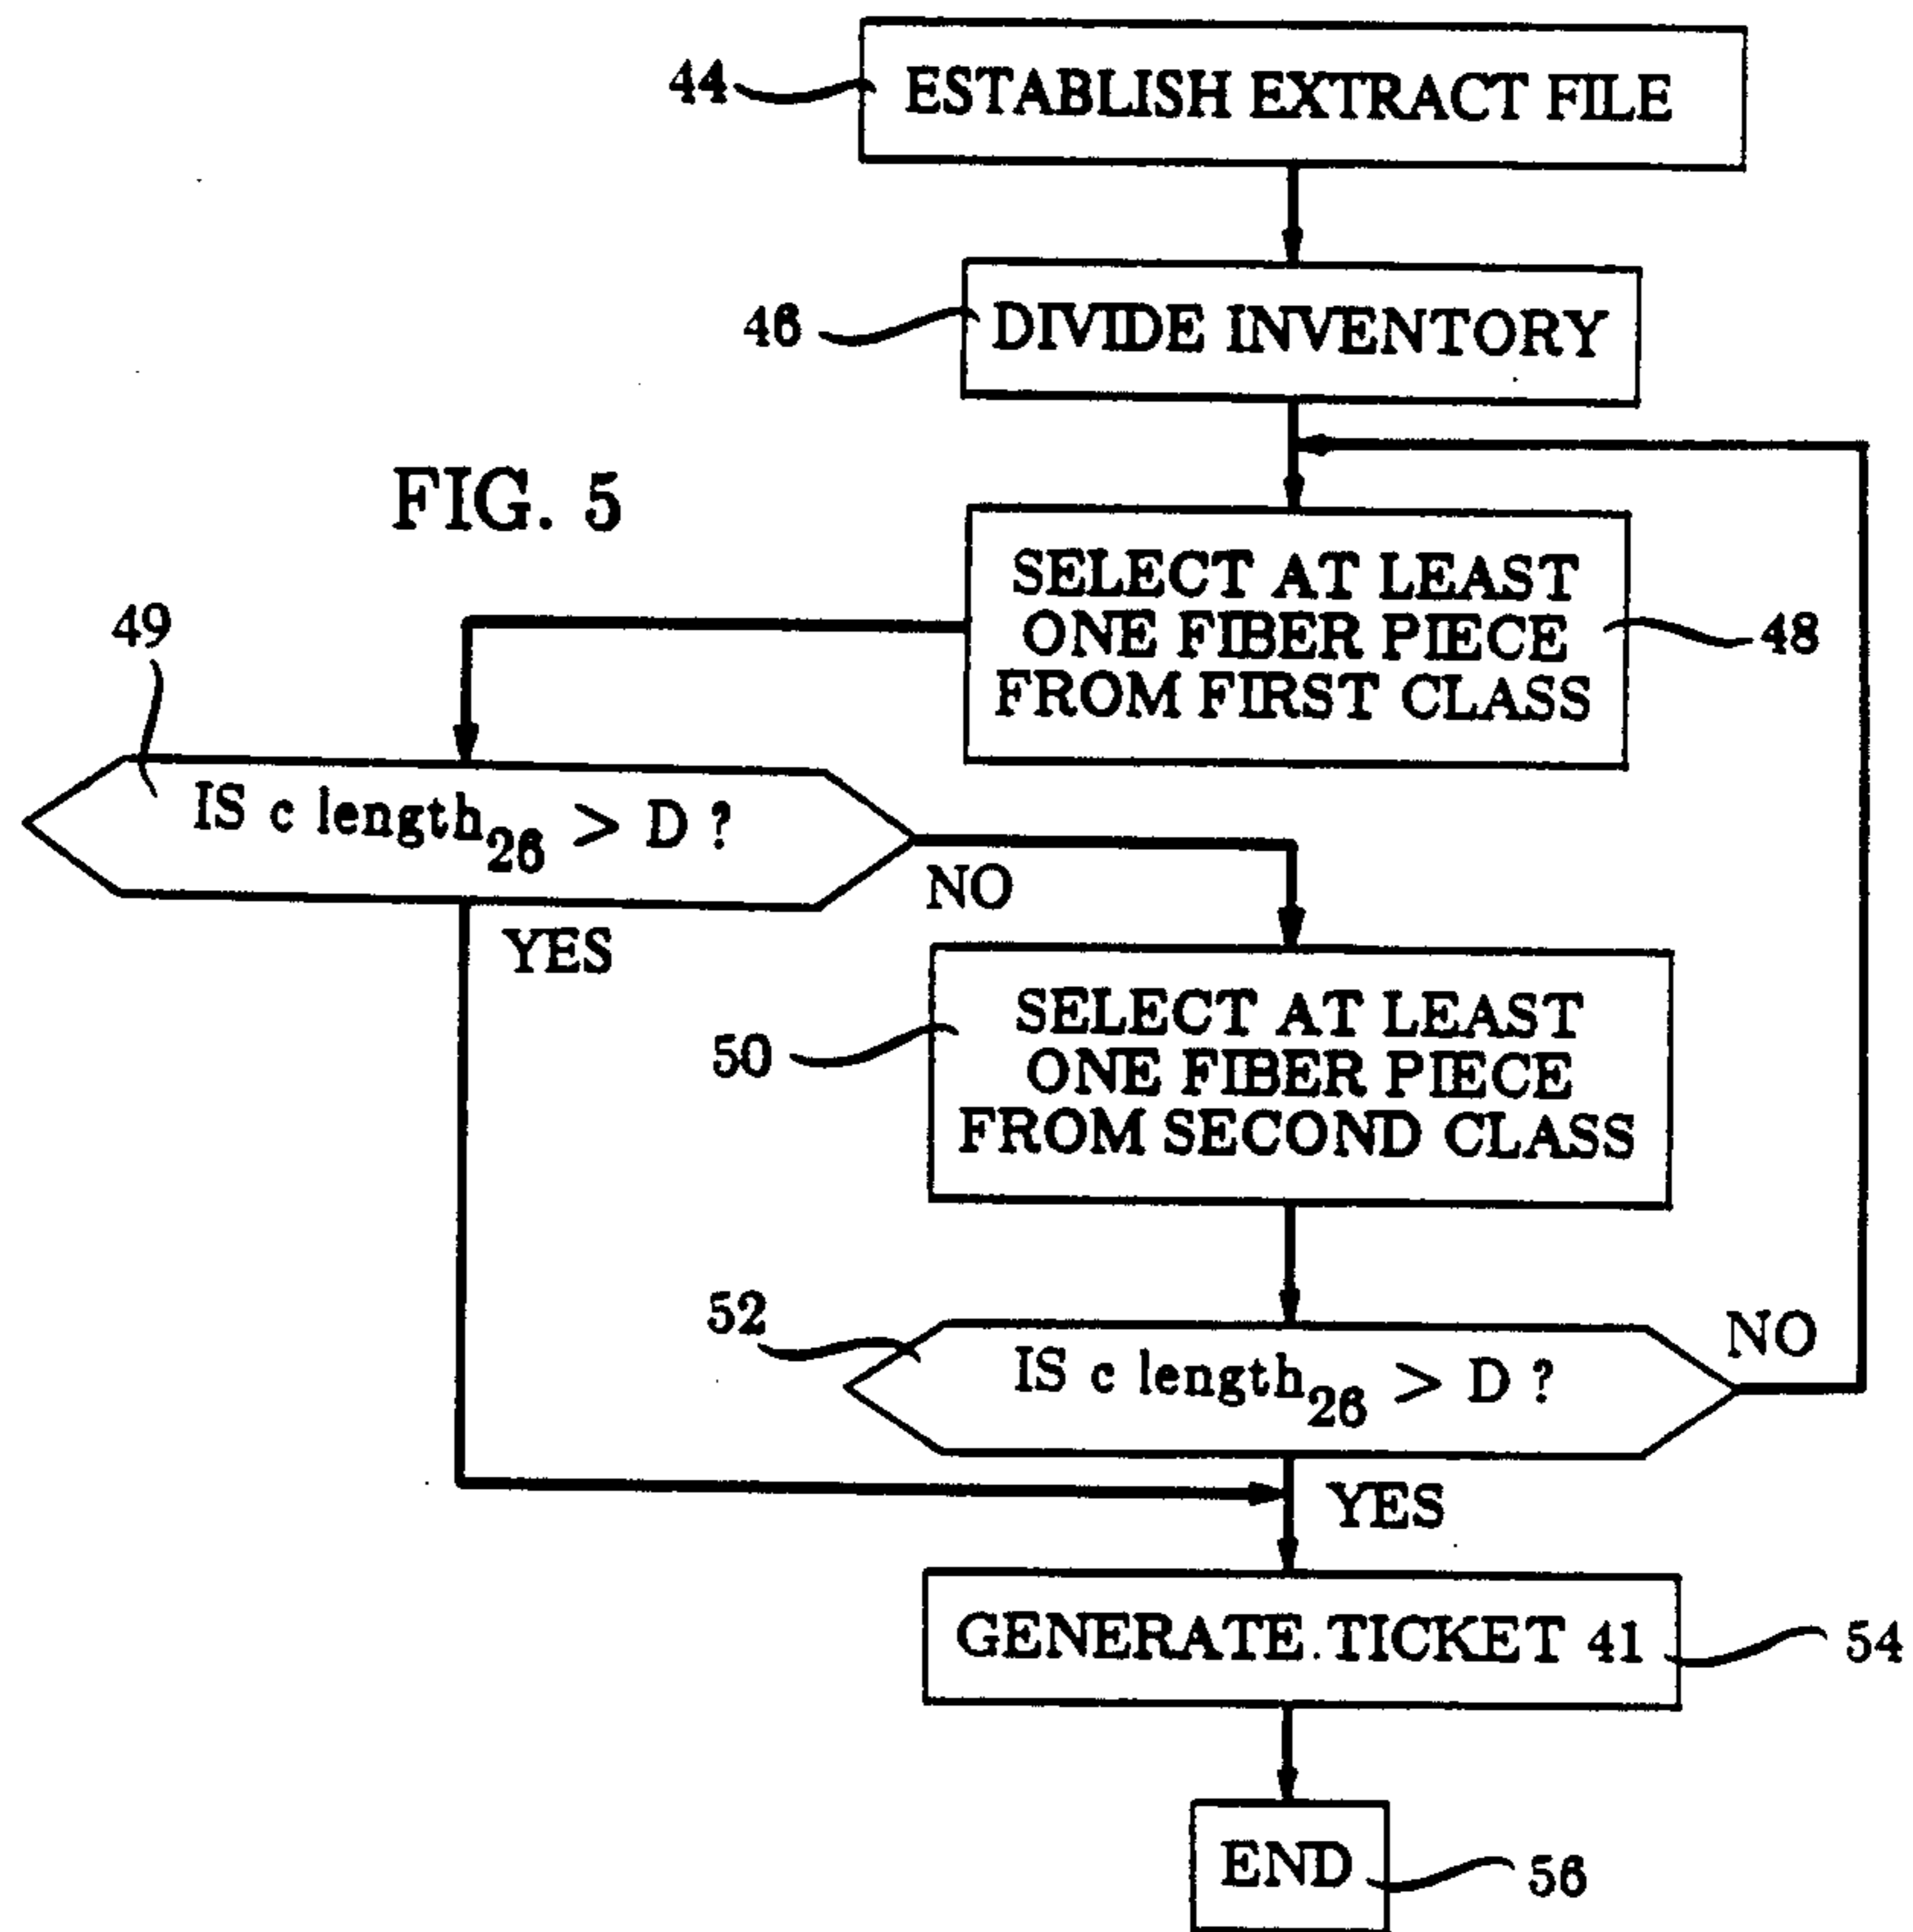 44
ESTABLISH EXTRACT FILE
46
DIVIDE INVENTORY
FIG. 5
SELECT AT LEAST
ONE FIBER PIECE
FROM FIRST CLASS
48
49
IS c length26 > D ?
NO
YES
50
SELECT AT LEAST
ONE FIBER PIECE
FROM SECOND CLASS
52
IS c length26 > D ?
NO
YES
GENERATE.TICKET 41
54
END
56